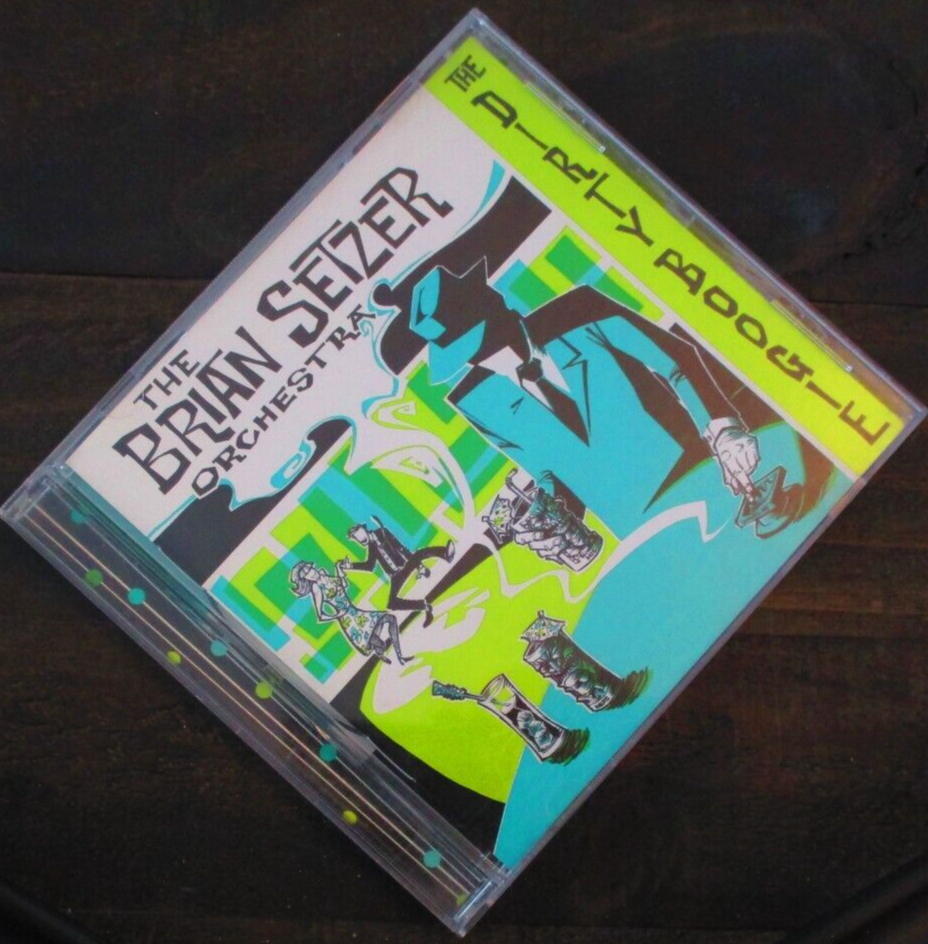 THE
BRIAN SETZER
ORCHESTRA
THE DIRTY BOOGIE